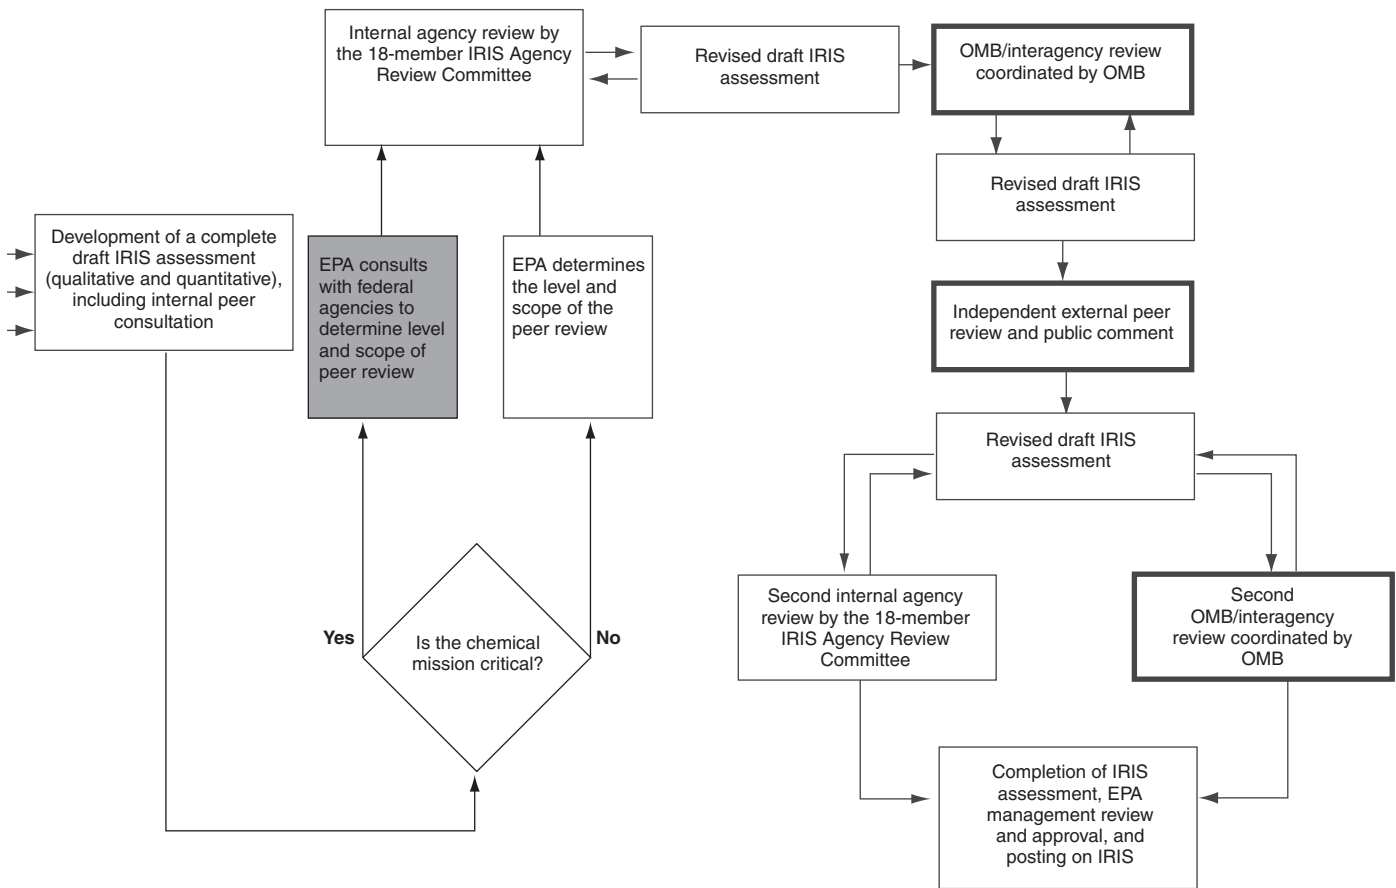 Development of a complete
draft IRIS assessment
(qualitative and quantitative),
including internal peer
consultation
Is the chemical
mission critical?
Yes
No
EPA consults
with federal
agencies to
determine level
and scope of
peer review
EPA determines
the level and
scope of the
peer review
Internal agency review by
the 18-member IRIS Agency
Review Committee
Revised draft IRIS
assessment
OMB/interagency review
coordinated by OMB
Revised draft IRIS
assessment
Independent external peer
review and public comment
Revised draft IRIS
assessment
Second internal agency
review by the 18-member
IRIS Agency Review
Committee
Second
OMB/interagency
review coordinated by
OMB
Completion of IRIS
assessment, EPA
management review
and approval, and
posting on IRIS